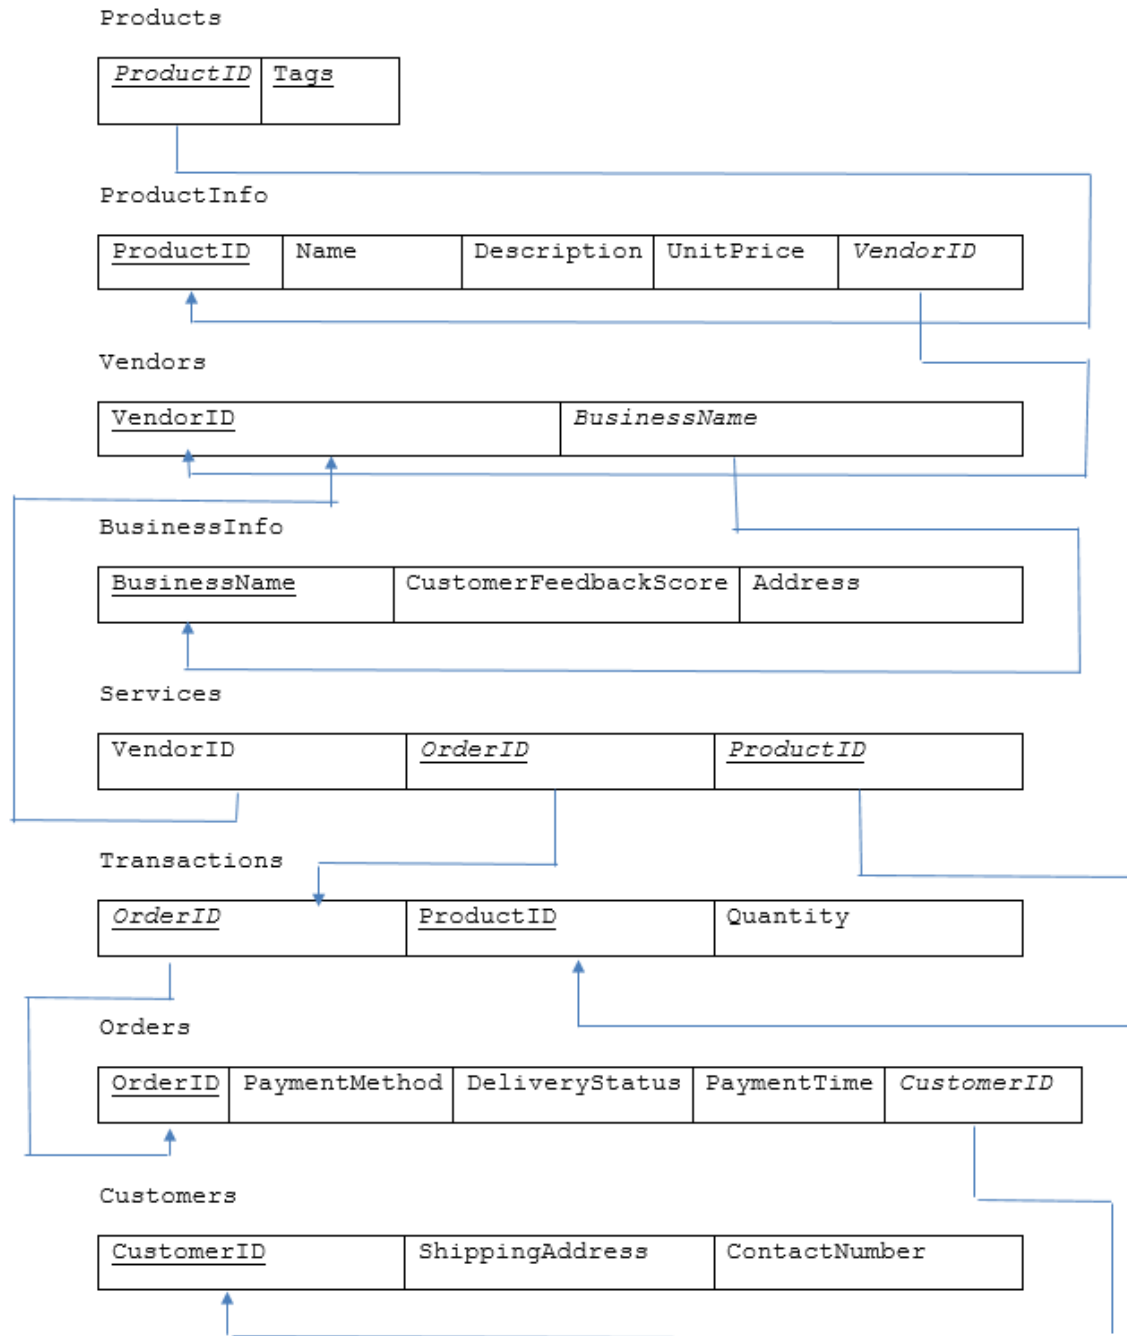 Products
ProductID Tags
ProductInfo
ProductID Name Description UnitPrice VendorID
Vendors
VendorID BusinessName
BusinessInfo
BusinessName CustomerFeedbackScore Address
Services
VendorID OrderID ProductID
Transactions
OrderID ProductID Quantity
Orders
OrderID PaymentMethod DeliveryStatus PaymentTime CustomerID
Customers
CustomerID ShippingAddress ContactNumber